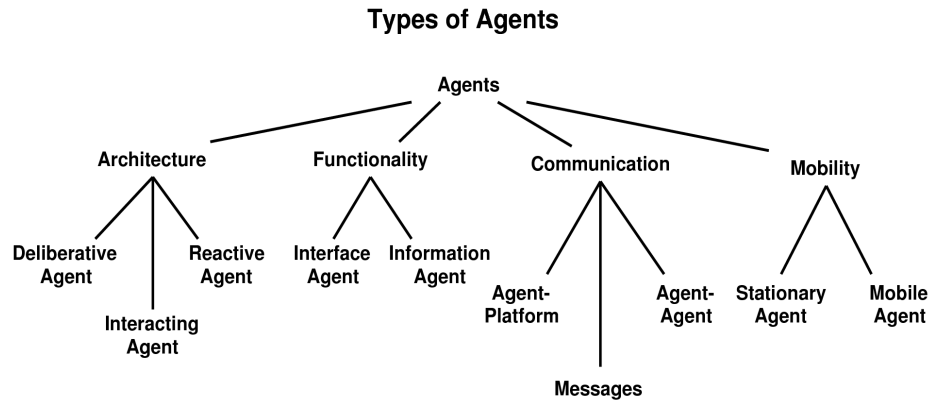 Types of Agents
Agents
Architecture
Functionality
Communication
Mobility
Deliberative
Agent
Interacting
Agent
Reactive
Agent
Interface
Agent
Information
Agent
Agent-
Platform
Messages
Agent-
Agent
Stationary
Agent
Mobile
Agent